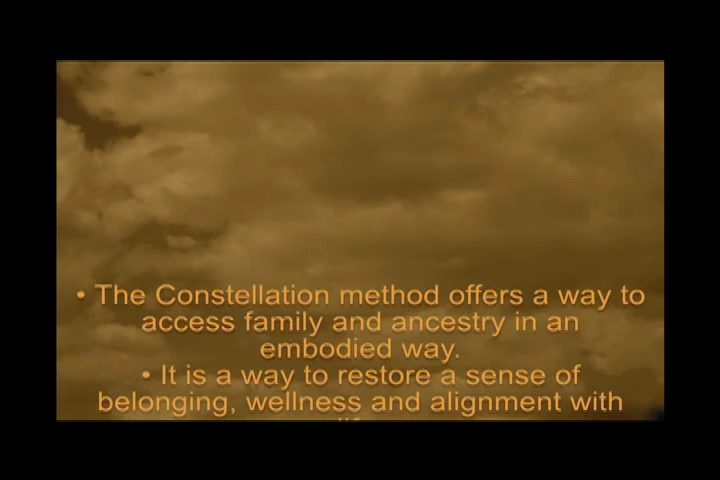 • The Constellation method offers a way to
access family and ancestry in an
embodied way.
• It is a way to restore a sense of
belonging, wellness and alignment with